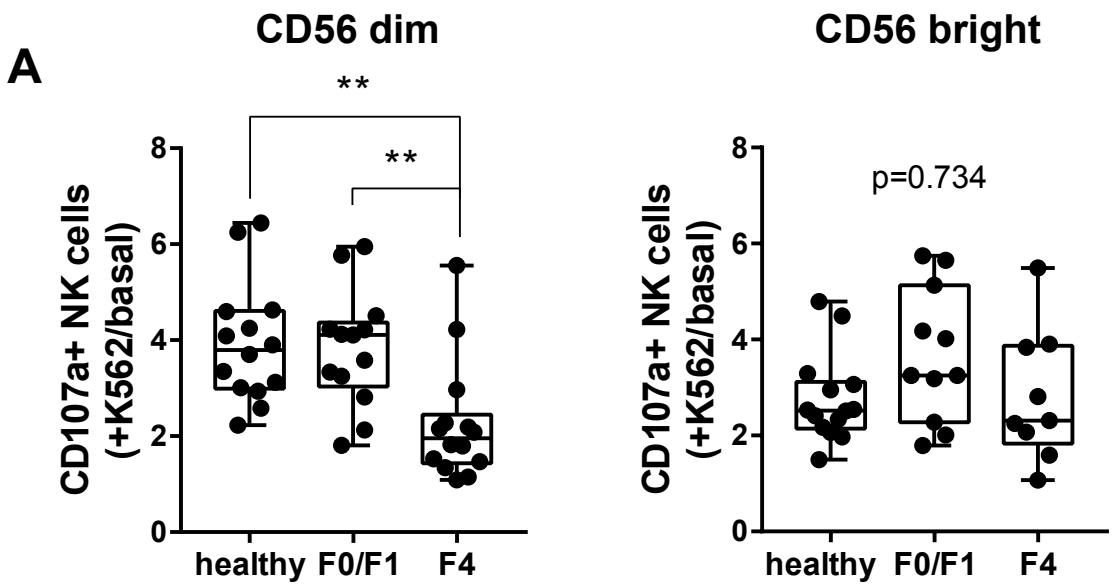 A
CD56 dim
CD107a+ NK cells
(+K562/basal)
**
**
8
6
4
2
0
healthy F0/F1 F4
CD56 bright
CD107a+ NK cells
(+K562/basal)
p=0.734
8
6
4
2
0
healthy F0/F1 F4